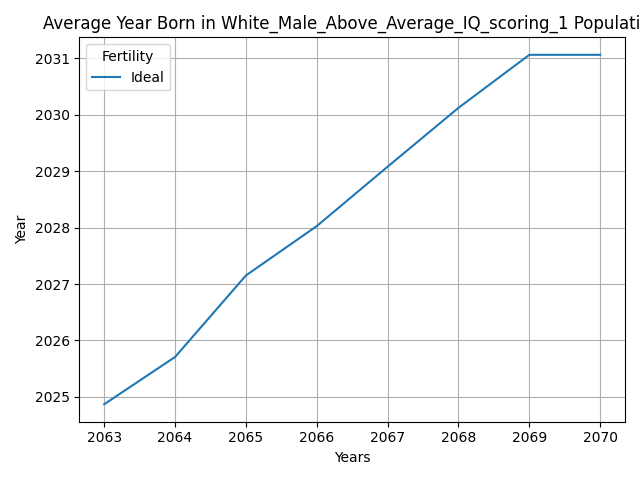 Average Year Born in White_Male_Above_Average_IQ_scoring_1 Populati
Fertility
Ideal
2031
2030
2029
2028
2027
2026
2025
Year
2063 2064 2065 2066 2067 2068 2069 2070
Years